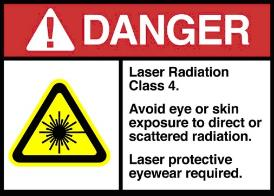 DANGER
Laser Radiation
Class 4.
Avoid eye or skin
exposure to direct or
scattered radiation.
Laser protective
eyewear required.